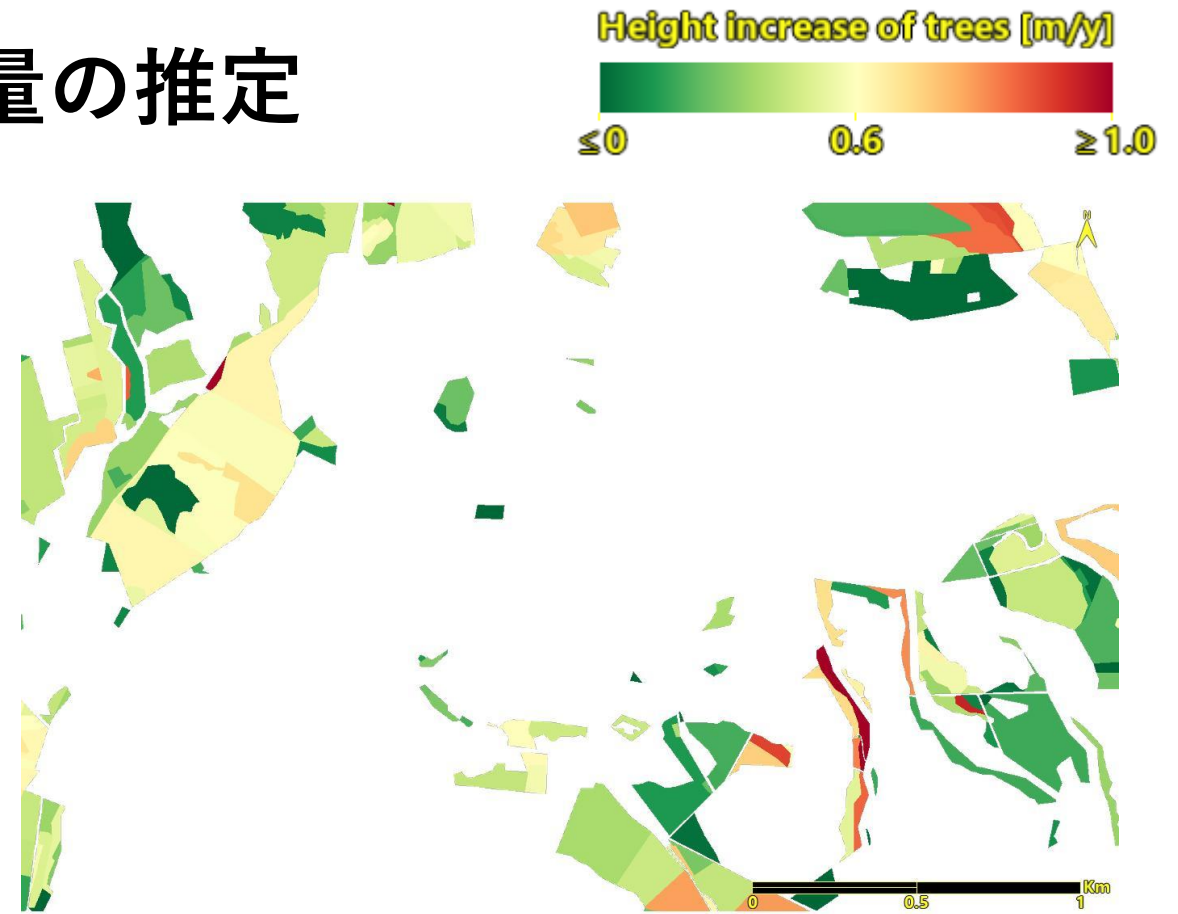 量の推定
Height increase of trees [m/y]
≤0 0.6 ≥1.0
N
Km
0 0.5 1